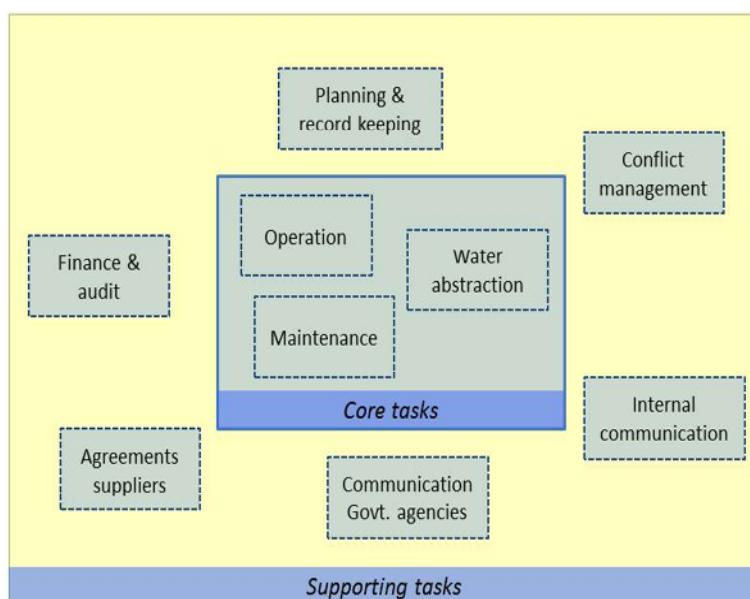 Planning &
record keeping
Conflict
management
Operation
Water
abstraction
Finance &
audit
Maintenance
Core tasks
Internal
communication
Agreements
suppliers
Communication
Govt. agencies
Supporting tasks